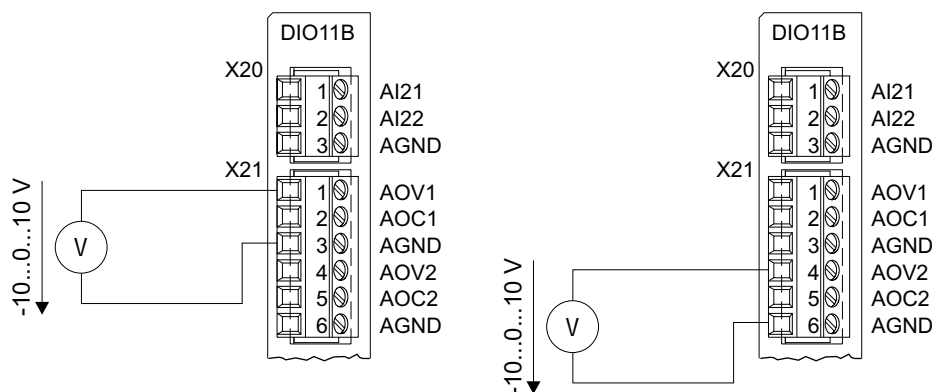 DIO11B
X20
1 AI21
2 AI22
3 AGND
X21
1 AOV1
2 AOC1
3 AGND
4 AOV2
5 AOC2
6 AGND
-10...0...10 V
V
DIO11B
X20
1 AI21
2 AI22
3 AGND
X21
1 AOV1
2 AOC1
3 AGND
4 AOV2
5 AOC2
6 AGND
-10...0...10 V
V